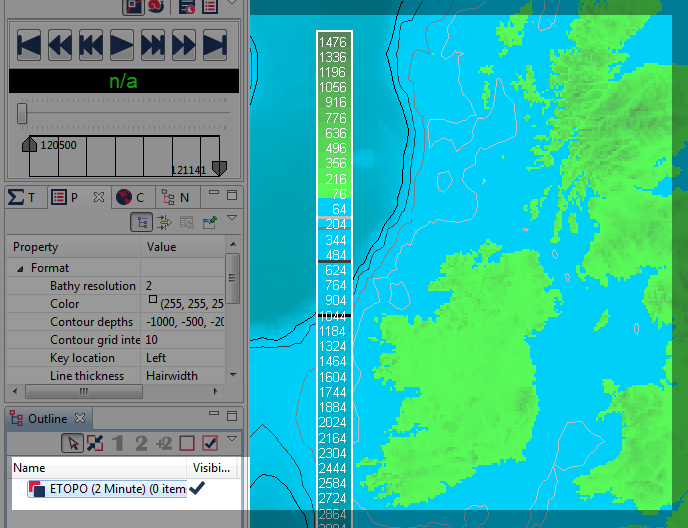 n/a
120500
121141
T P C N
Property Value
Format
Bathy resolution 2
Color (255, 255, 25
Contour depths -1000, -500, -20
Contour grid inte 10
Key location Left
Line thickness Hairwidth
Outline
1 2 +2
Name Visibi...
ETOPO (2 Minute) (0 item
1476
1336
1196
1056
916
776
636
496
356
216
76
64
204
344
484
624
764
904
1044
1184
1324
1464
1604
1744
1884
2024
2164
2304
2444
2584
2724
2864